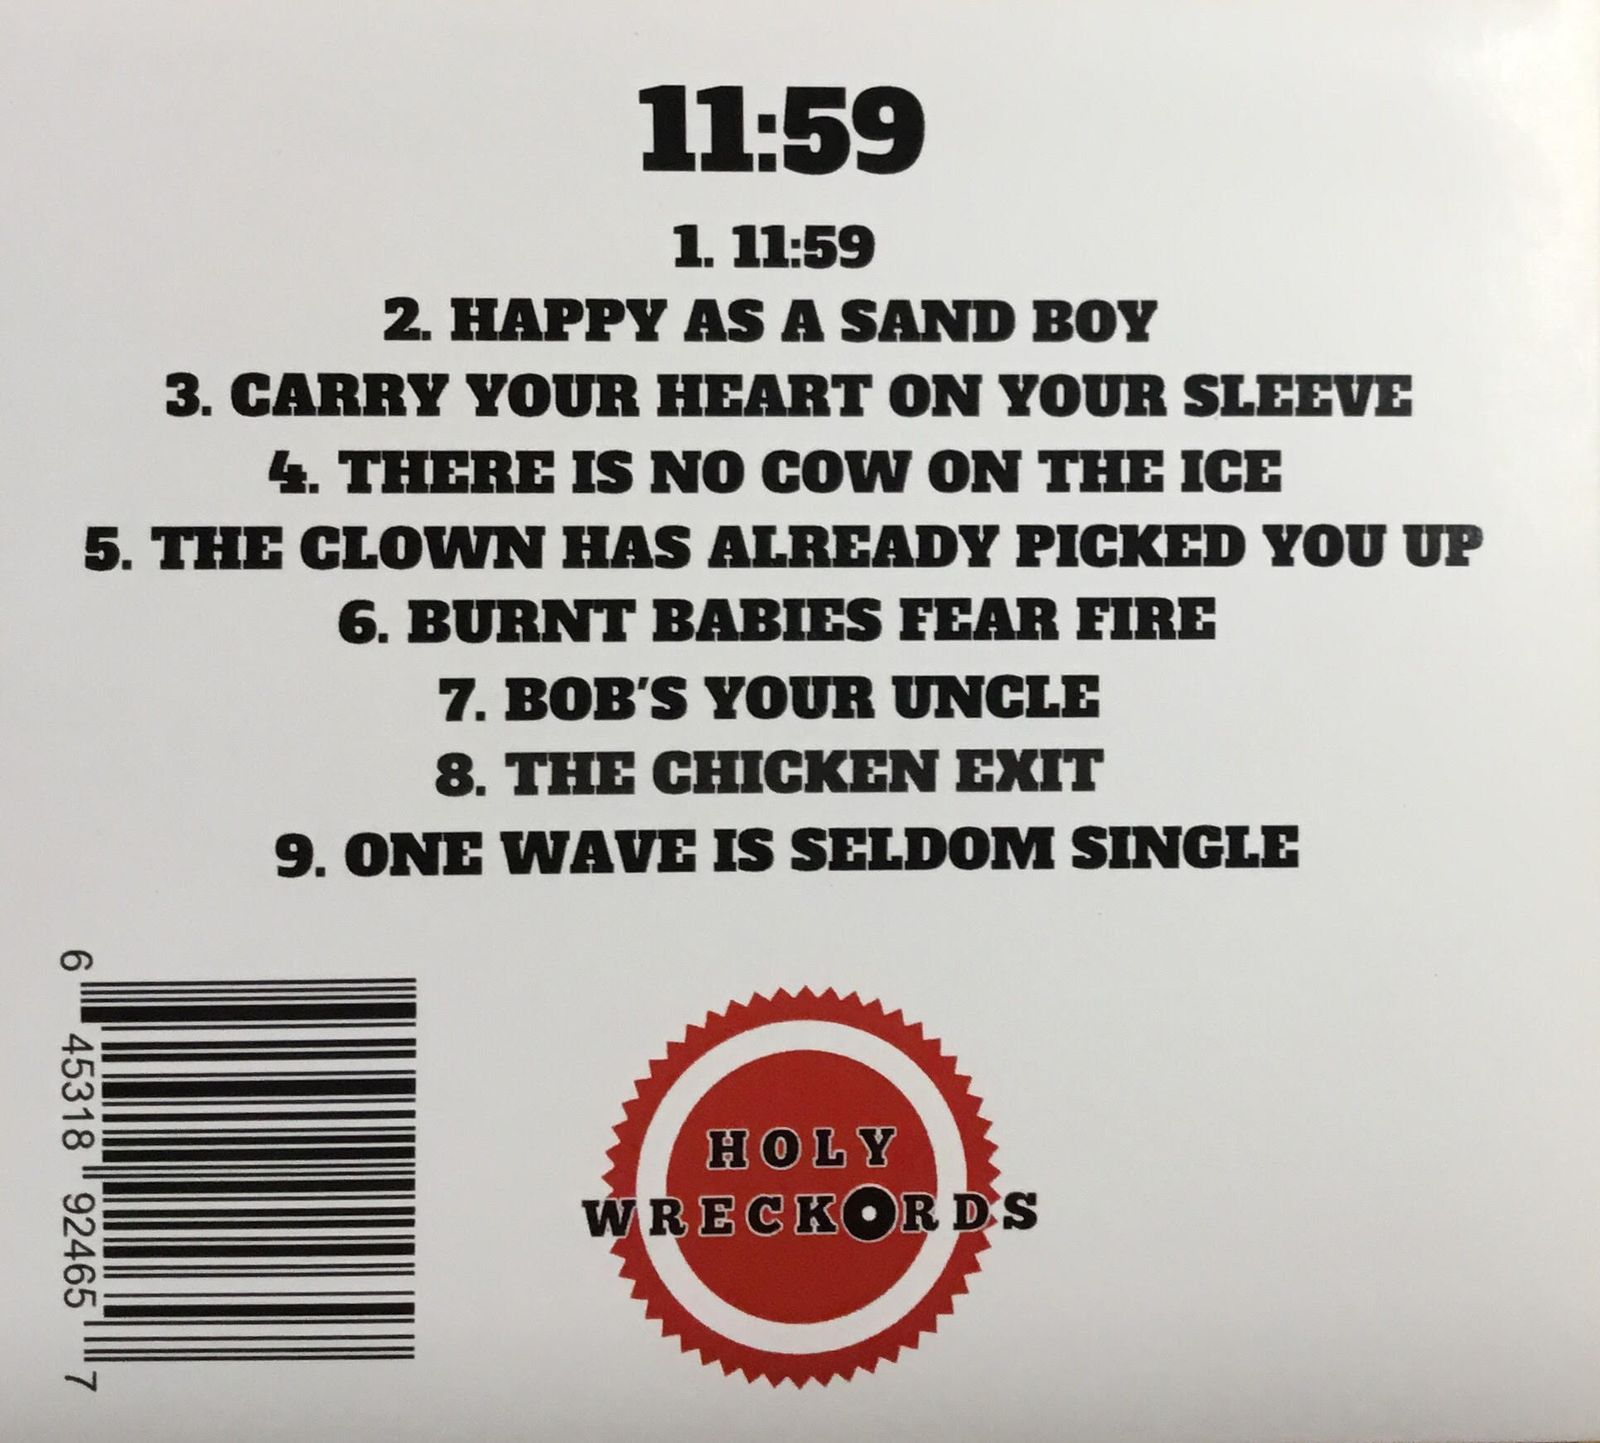 11:59
1. 11:59
2. HAPPY AS A SAND BOY
3. CARRY YOUR HEART ON YOUR SLEEVE
4. THERE IS NO COW ON THE ICE
5. THE CLOWN HAS ALREADY PICKED YOU UP
6. BURNT BABIES FEAR FIRE
7. BOB'S YOUR UNCLE
8. THE CHICKEN EXIT
9. ONE WAVE IS SELDOM SINGLE
6 45318 92465 7
HOLY
WRECKORDS